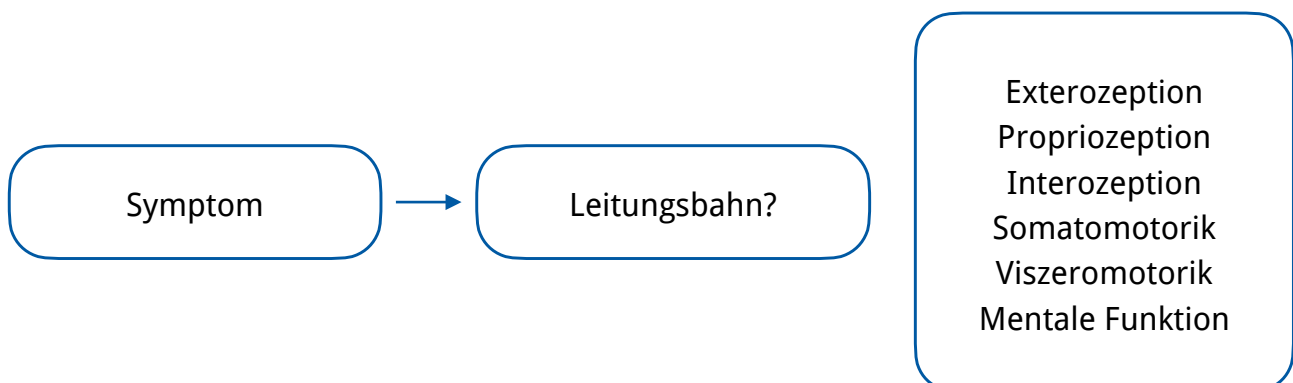 Symptom
Leitungsbahn?
Exterozeption
Propriozeption
Interozeption
Somatomotorik
Viszeromotorik
Mentale Funktion